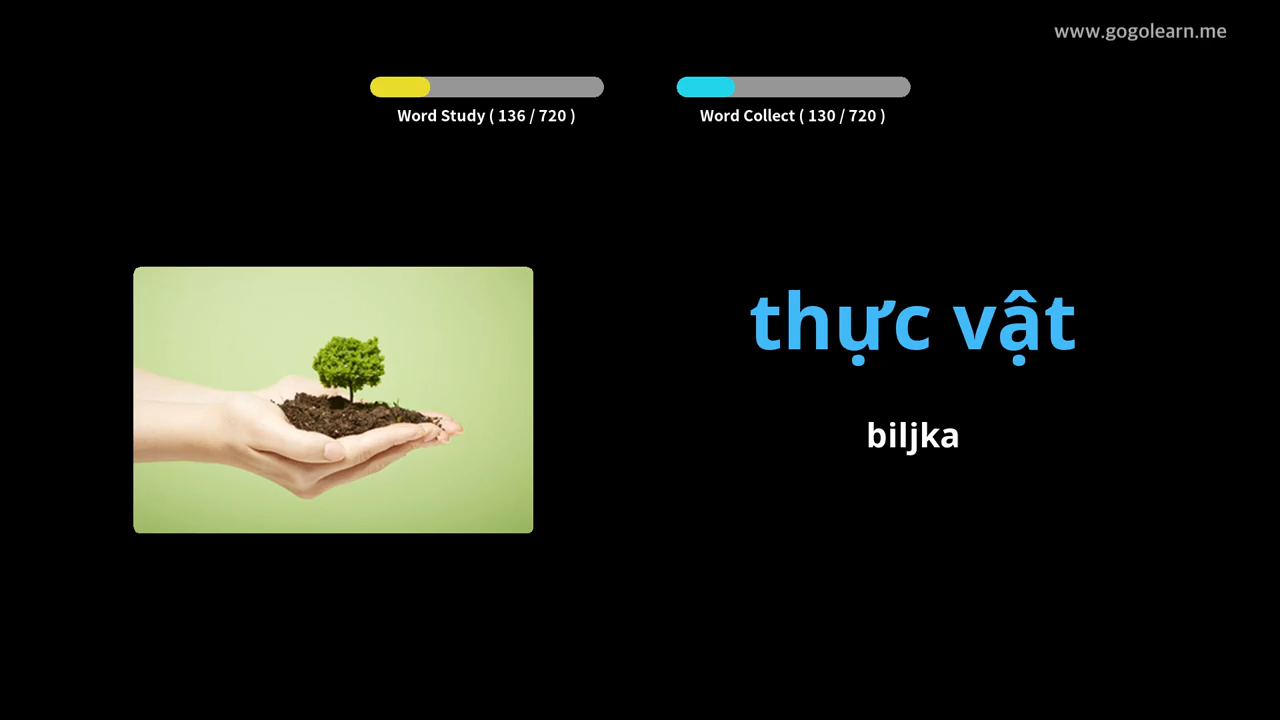 www.gogolearn.me
Word Study ( 136 / 720 )
Word Collect ( 130 / 720 )
thực vật
biljka